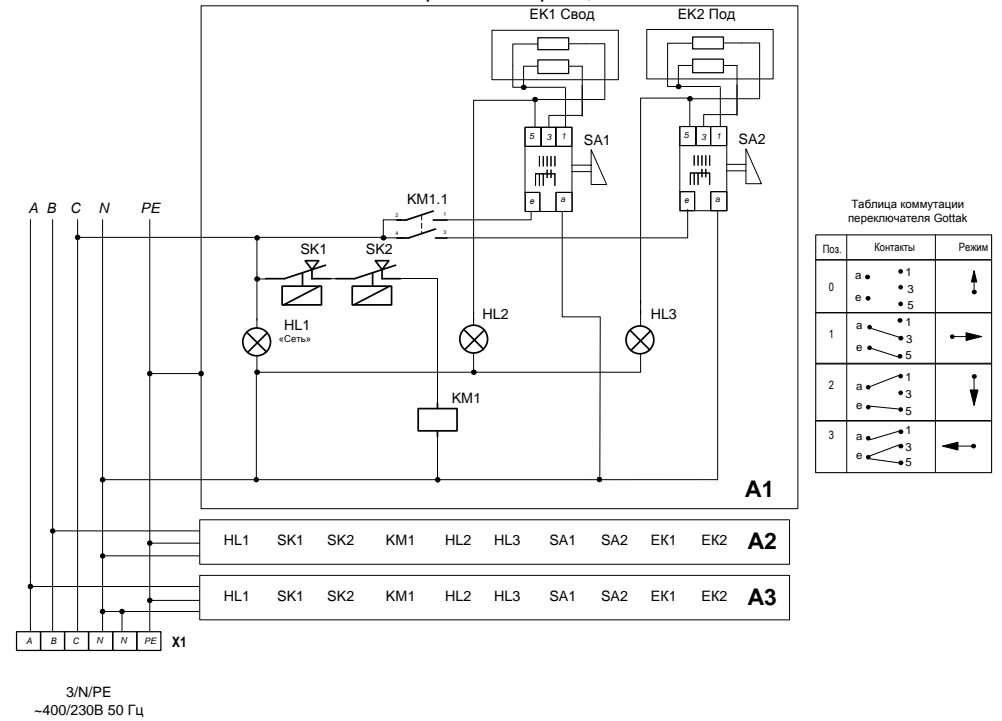 EK1 Свод
EK2 Под
5 3 1
SA1
5 3 1
SA2
e a
e a
KM1.1
2 1
4 3
A B C N PE
SK1
SK2
HL1
«Сеть»
HL2
HL3
KM1
A1
HL1 SK1 SK2 KM1 HL2 HL3 SA1 SA2 EK1 EK2 A2
HL1 SK1 SK2 KM1 HL2 HL3 SA1 SA2 EK1 EK2 A3
A B C N N PE X1
3/N/PE
~400/230В 50 Гц
Таблица коммутации
переключателя Gottak
Поз. Контакты Режим
0 a e 1 3 5
1 a e 1 3 5
2 a e 1 3 5
3 a e 1 3 5